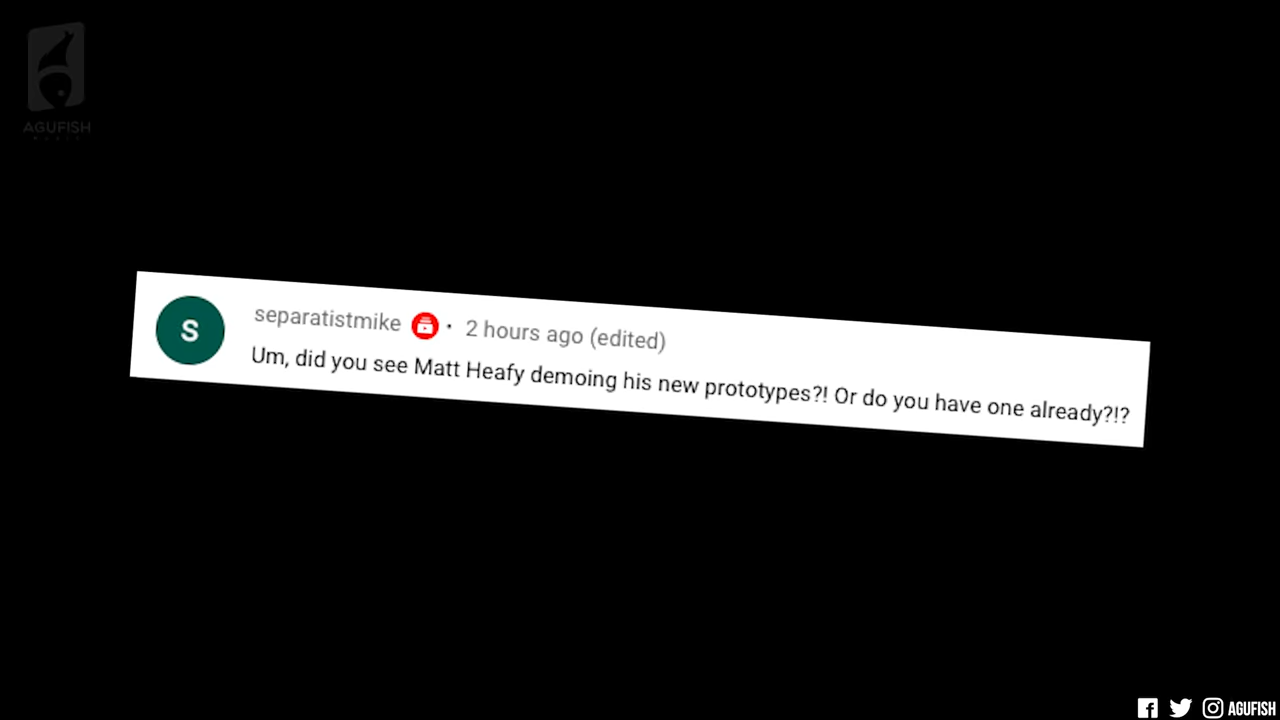 AGUFISH
S
separatistmike • 2 hours ago (edited)
Um, did you see Matt Heafy demoing his new prototypes?! Or do you have one already?!?
AGUFISH